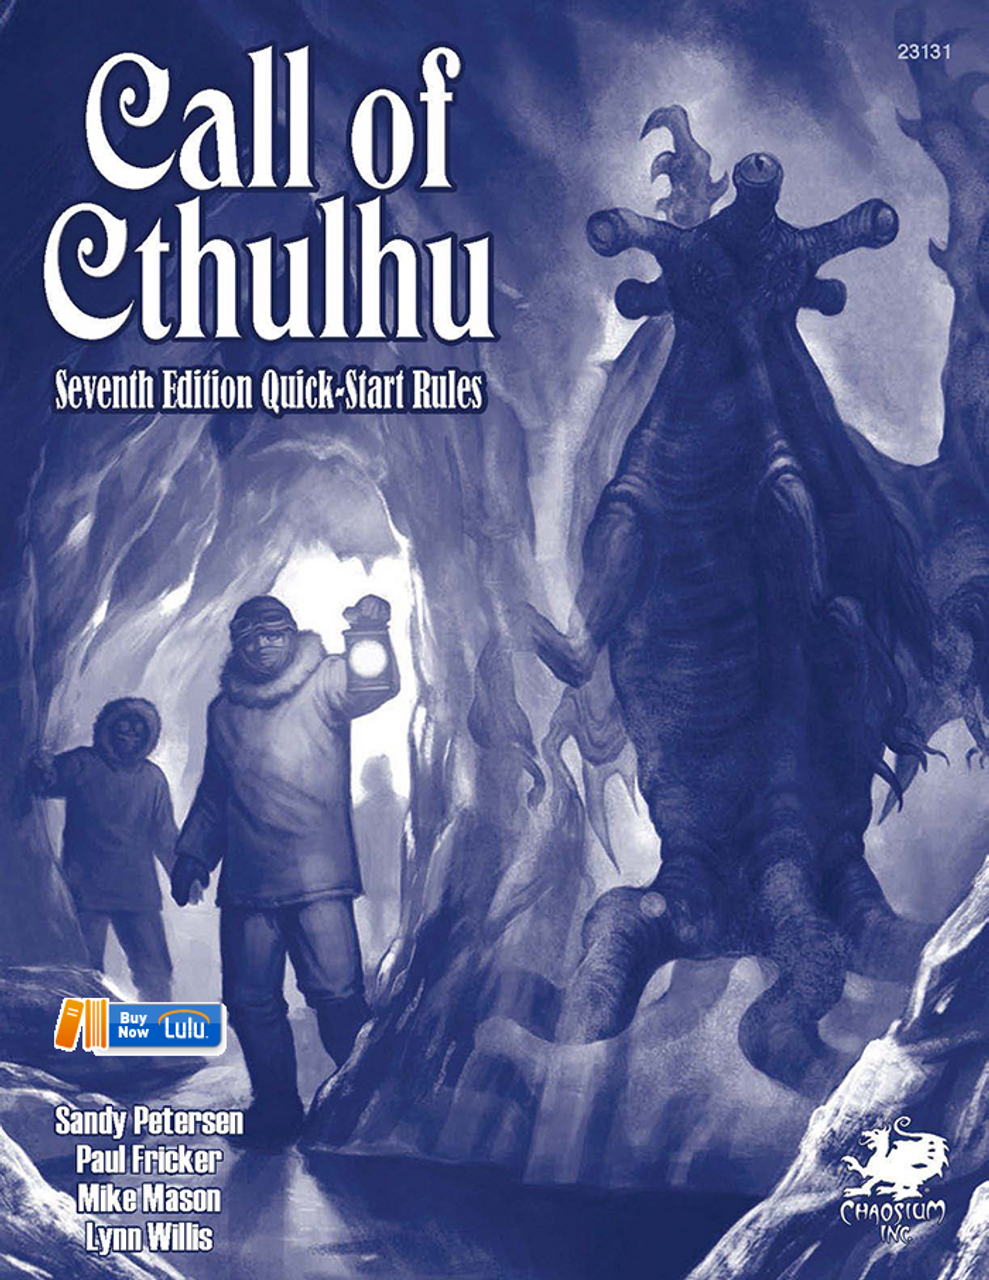 23131
Call of
Cthulhu
Seventh Edition Quick-Start Rules
Buy
Now
Lulu
Sandy Petersen
Paul Fricker
Mike Mason
Lynn Willis
CHAOSIUM
INC.